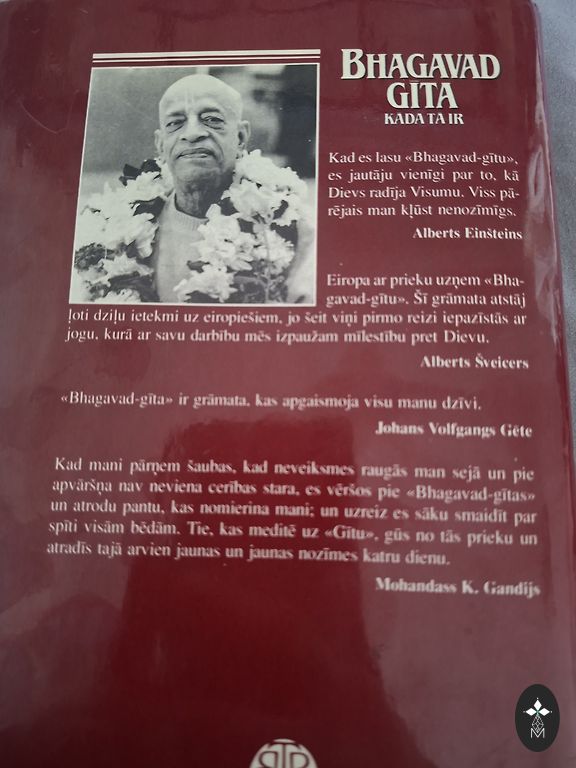 BHAGAVAD
GĪTA
KĀDA TĀ IR
Kad es lasu «Bhagavad-gītu»,
es jautāju vienīgi par to, kā
Dievs radīja Visumu. Viss pā-
rējais man kļūst nenozīmīgs.
Alberts Einšteins
Eiropa ar prieku uzņem «Bha-
gavad-gītu». Šī grāmata atstāj
ļoti dziļu ietekmi uz eiropiešiem, jo šeit viņi pirmo reizi iepazīstās ar
jogu, kurā ar savu darbību mēs izpaužam mīlestību pret Dievu.
Alberts Šveicers
«Bhagavad-gīta» ir grāmata, kas apgaismoja visu manu dzīvi.
Johans Volfgangs Gēte
Kad mani pārņem šaubas, kad neveiksmes raugās man sejā un pie
apvāršņa nav neviena cerības stara, es vēršos pie «Bhagavad-gītas»
un atrodu pantu, kas nomierina mani; un uzreiz es sāku smaidīt par
spīti visām bēdām. Tie, kas meditē uz «Gītu», gūs no tās prieku un
atradīs tajā arvien jaunas un jaunas nozīmes katru dienu.
Mohandass K. Gandijs
M